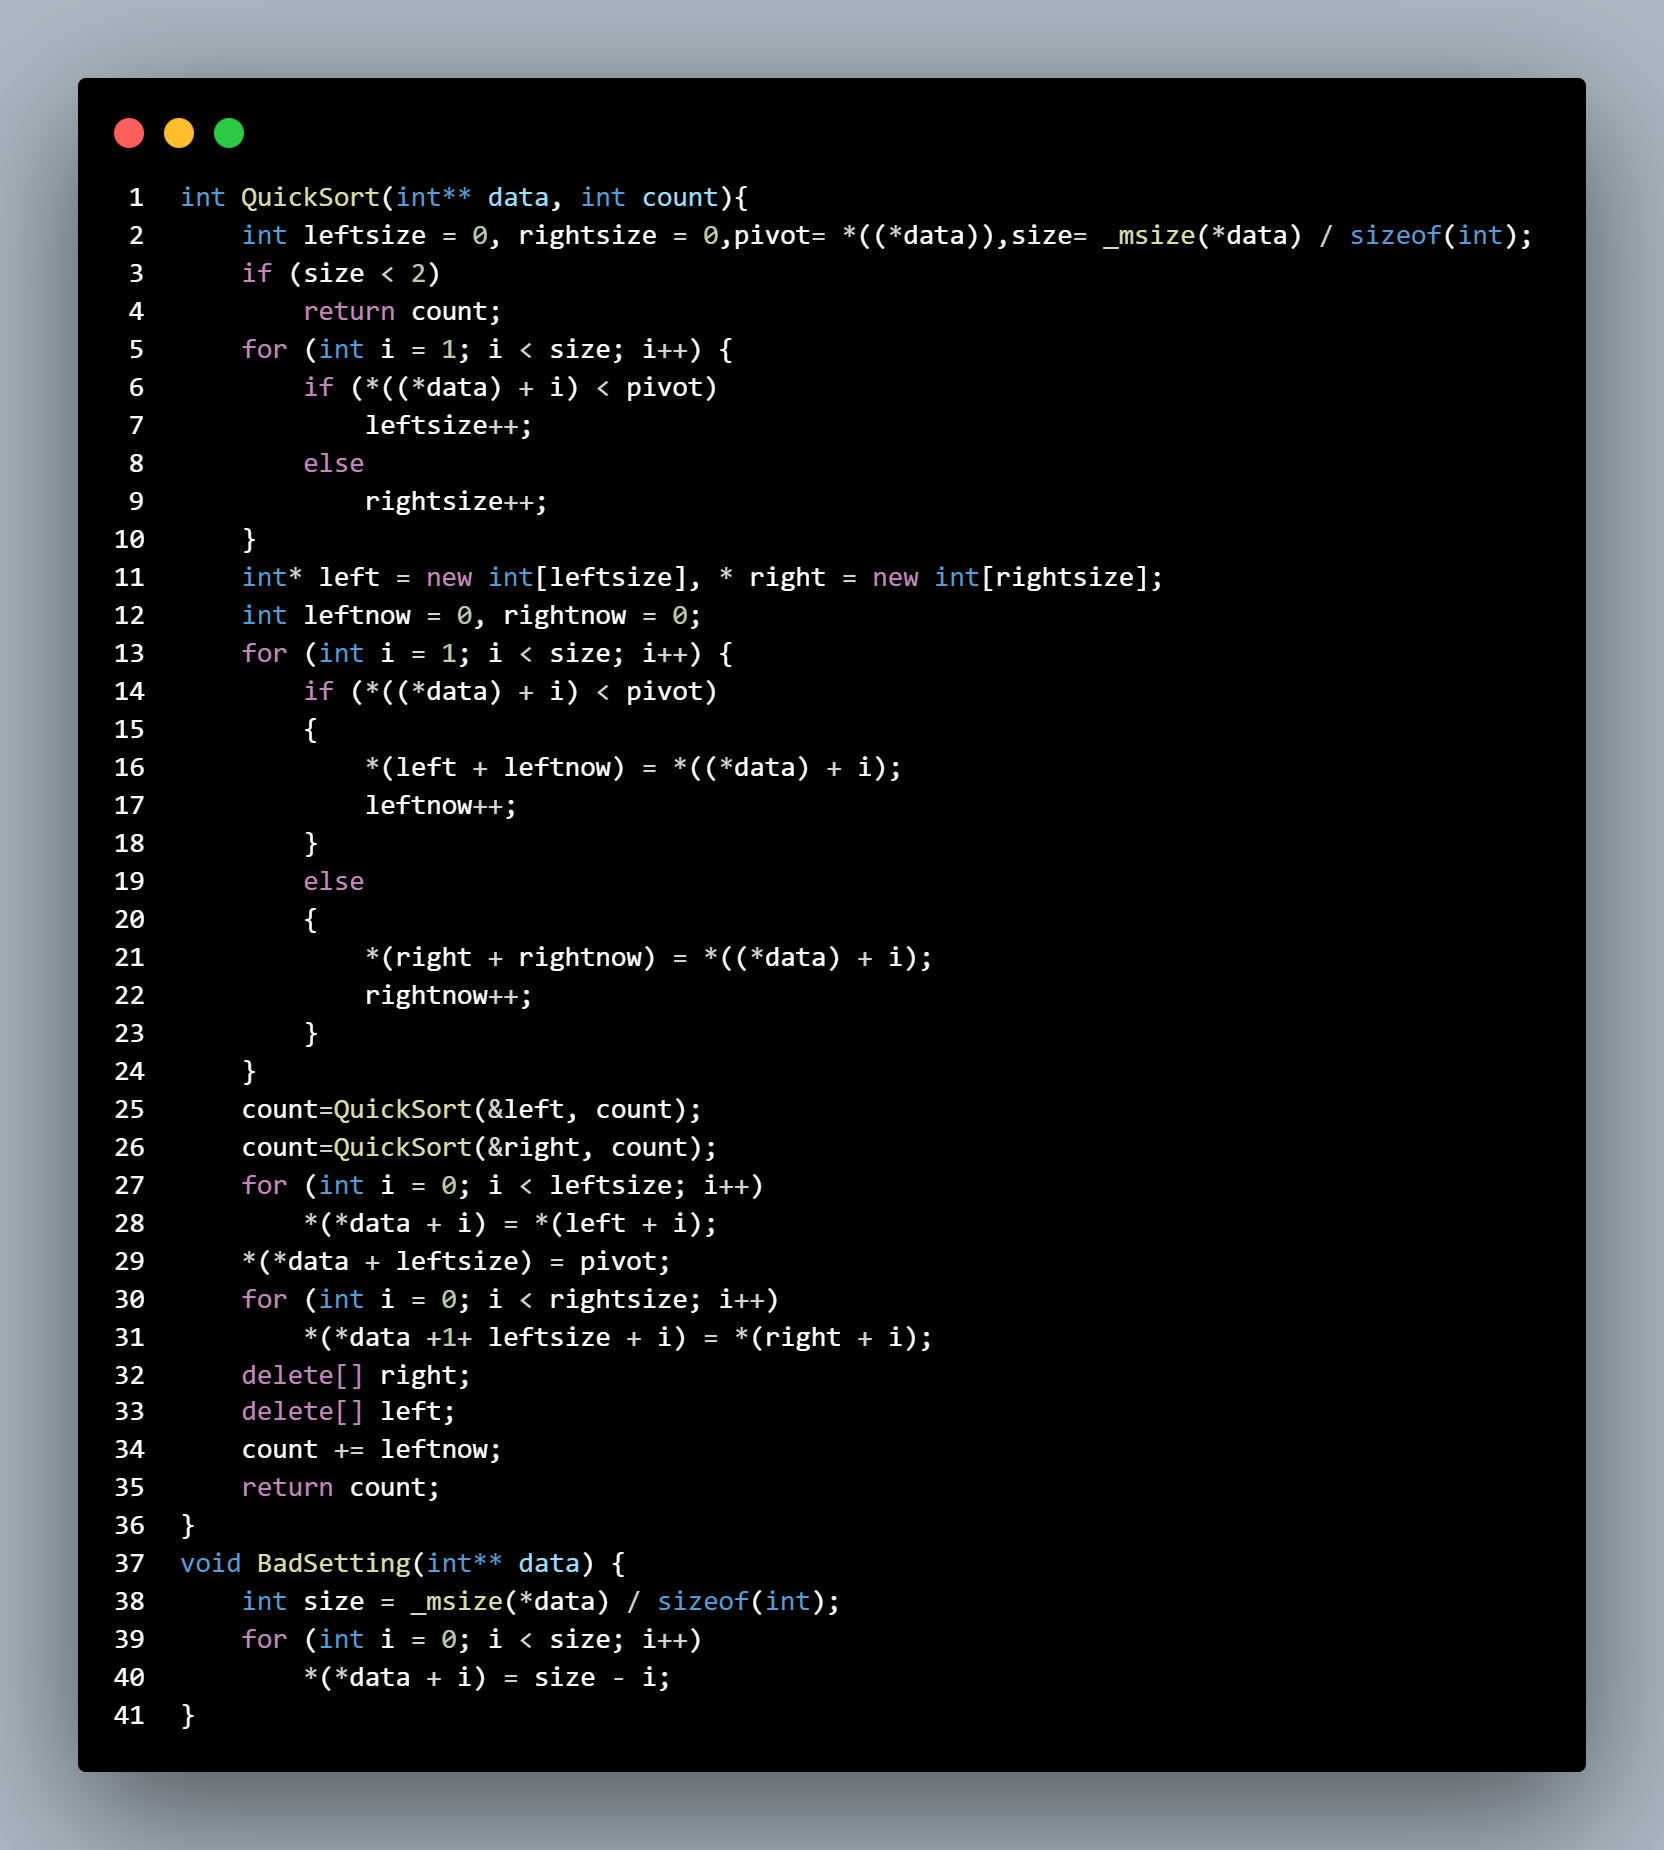 1 int QuickSort(int** data, int count){
2     int leftsize = 0, rightsize = 0,pivot= *((*data)),size= _msize(*data) / sizeof(int);
3     if (size < 2)
4         return count;
5     for (int i = 1; i < size; i++) {
6         if (*((*data) + i) < pivot)
7             leftsize++;
8         else
9             rightsize++;
10     }
11     int* left = new int[leftsize], * right = new int[rightsize];
12     int leftnow = 0, rightnow = 0;
13     for (int i = 1; i < size; i++) {
14         if (*((*data) + i) < pivot)
15         {
16             *(left + leftnow) = *((*data) + i);
17             leftnow++;
18         }
19         else
20         {
21             *(right + rightnow) = *((*data) + i);
22             rightnow++;
23         }
24     }
25     count=QuickSort(&left, count);
26     count=QuickSort(&right, count);
27     for (int i = 0; i < leftsize; i++)
28         *(*data + i) = *(left + i);
29     *(*data + leftsize) = pivot;
30     for (int i = 0; i < rightsize; i++)
31         *(*data +1+ leftsize + i) = *(right + i);
32     delete[] right;
33     delete[] left;
34     count += leftnow;
35     return count;
36 }
37 void BadSetting(int** data) {
38     int size = _msize(*data) / sizeof(int);
39     for (int i = 0; i < size; i++)
40         *(*data + i) = size - i;
41 }